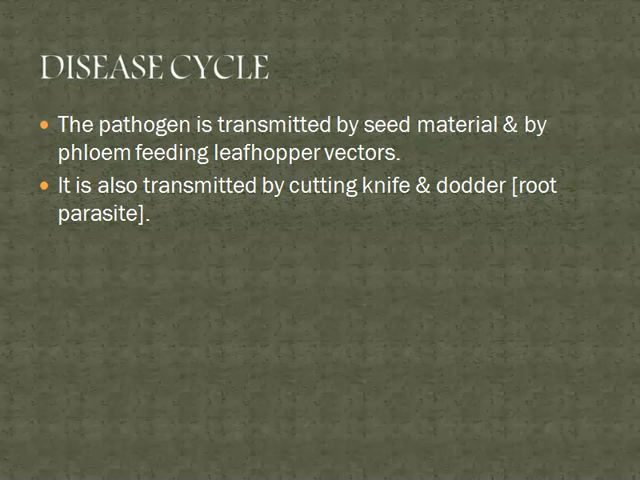 DISEASE CYCLE
The pathogen is transmitted by seed material & by
phloem feeding leafhopper vectors.
It is also transmitted by cutting knife & dodder [root
parasite].